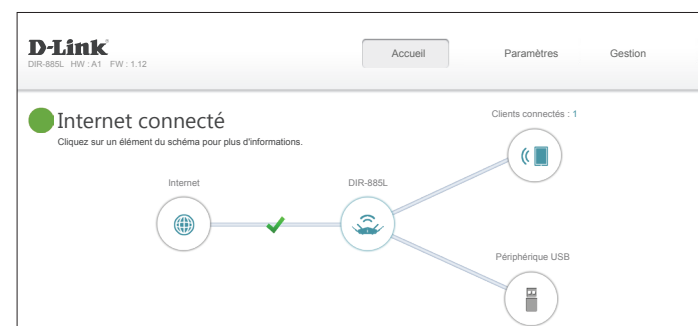 D-Link
DIR-885L HW : A1 FW : 1.12
Accueil Paramètres Gestion
Internet connecté
Cliquez sur un élément du schéma pour plus d'informations.
Clients connectés : 1
Internet
DIR-885L
Périphérique USB